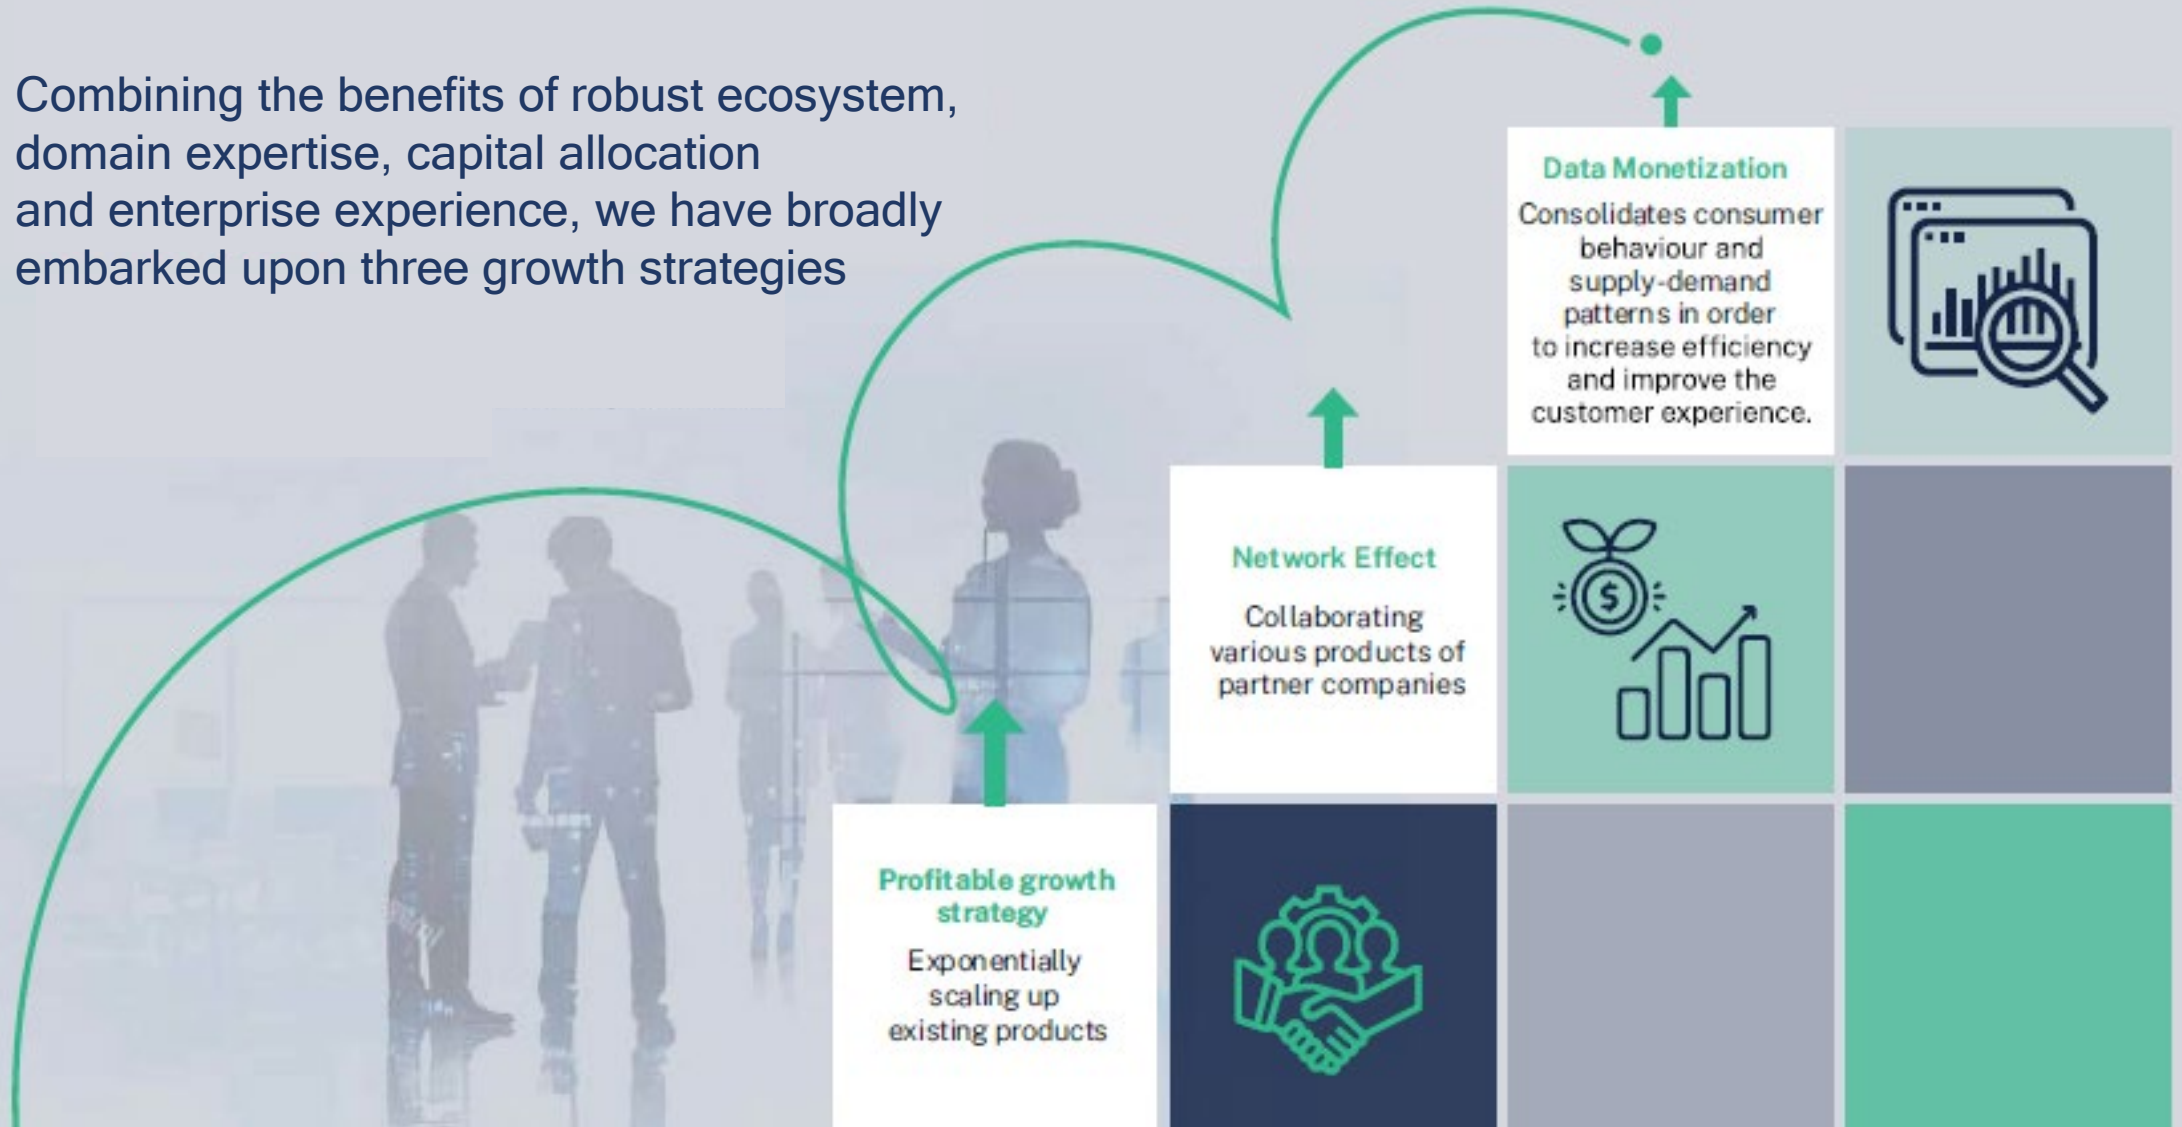 Combining the benefits of robust ecosystem,
domain expertise, capital allocation
and enterprise experience, we have broadly
embarked upon three growth strategies
Data Monetization
Consolidates consumer
behaviour and
supply-demand
patterns in order
to increase efficiency
and improve the
customer experience.
Network Effect
Collaborating
various products of
partner companies
$
Profitable growth
strategy
Exponentially
scaling up
existing products